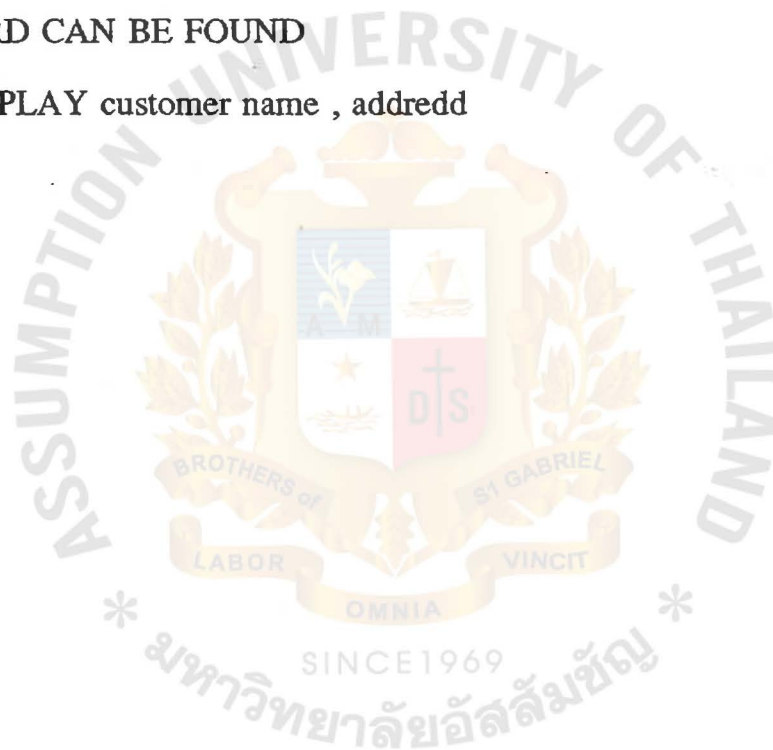 RD CAN BE FOUND
PLAY customer name , addredd
ASSUMPTION UNIVERSITY OF THAILAND
A M
D S
BROTHERS of St GABRIEL
LABOR OMNIA VINCIT
SINCE1969
* มหาวิทยาลัยอัสสัมชัญ *